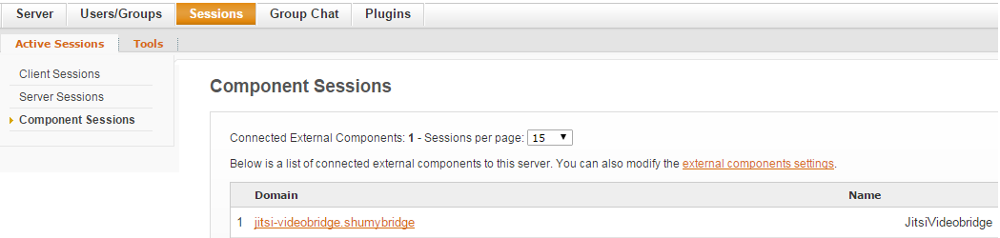 Server Users/Groups Sessions Group Chat Plugins
Active Sessions Tools
Client Sessions
Server Sessions
Component Sessions
Component Sessions
Connected External Components: 1 - Sessions per page: 15
Below is a list of connected external components to this server. You can also modify the external components settings.
Domain Name
1 jitsi-videobridge.shumybridge JitsiVideobridge